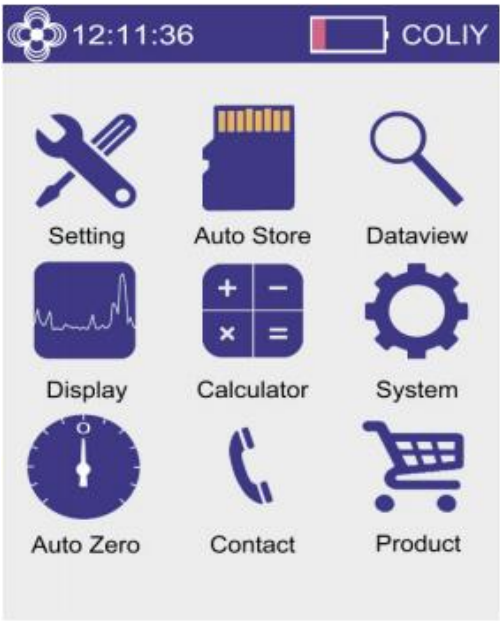 12:11:36 COLIY
Setting Auto Store Dataview
Display Calculator System
Auto Zero Contact Product